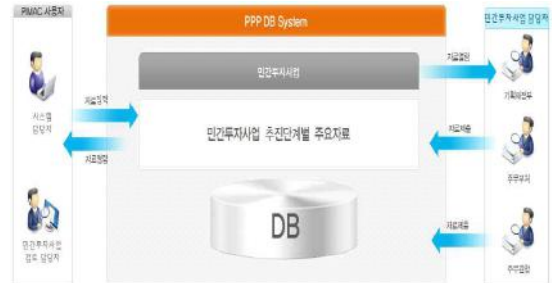 PIMAC 사용자
PPP DB System
민간투자사업 담당자
민간투자사업
자료열람
자료입력
시스템
담당자
기획재정부
민간투자사업 추진단계별 주요자료
자료제출
자료열람
주무부처
DB
민간투자사업
검토 담당자
자료제출
주무관청